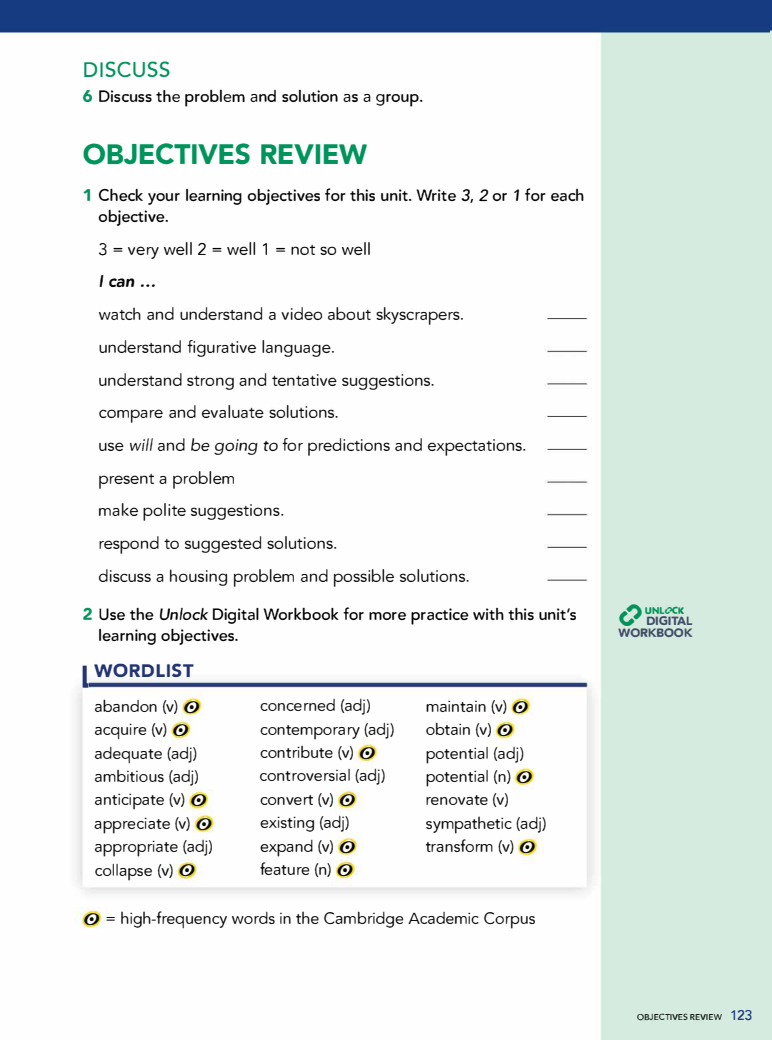 DISCUSS
6 Discuss the problem and solution as a group.
OBJECTIVES REVIEW
1 Check your learning objectives for this unit. Write 3, 2 or 1 for each
objective.
3 = very well 2 = well 1 = not so well
I can ...
watch and understand a video about skyscrapers.
understand figurative language.
understand strong and tentative suggestions.
compare and evaluate solutions.
use will and be going to for predictions and expectations.
present a problem
make polite suggestions.
respond to suggested solutions.
discuss a housing problem and possible solutions.
2 Use the Unlock Digital Workbook for more practice with this unit's
learning objectives.
UNLOCK
DIGITAL
WORKBOOK
WORDLIST
abandon (v)
acquire (v)
adequate (adj)
ambitious (adj)
anticipate (v)
appreciate (v)
appropriate (adj)
collapse (v)
concerned (adj)
contemporary (adj)
contribute (v)
controversial (adj)
convert (v)
existing (adj)
expand (v)
feature (n)
maintain (v)
obtain (v)
potential (adj)
potential (n)
renovate (v)
sympathetic (adj)
transform (v)
= high-frequency words in the Cambridge Academic Corpus
OBJECTIVES REVIEW 123